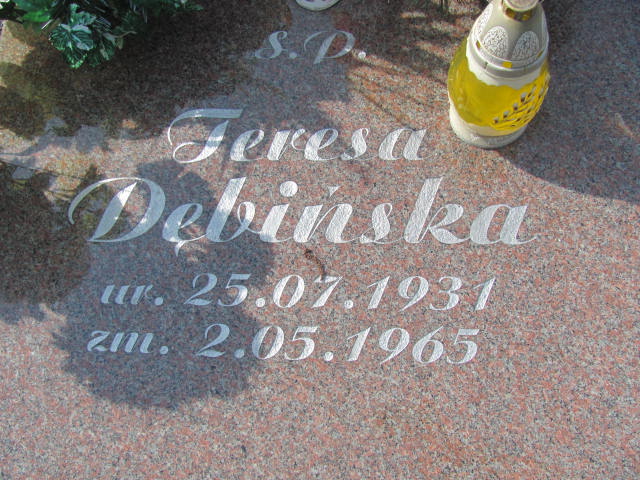 ś.p.
Teresa
Dębińska
ur. 25.07.1931
zm. 2.05.1965